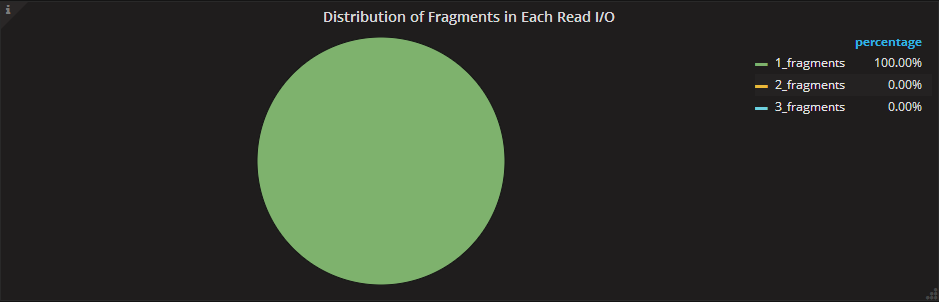 i
Distribution of Fragments in Each Read I/O
percentage
1_fragments 100.00%
2_fragments 0.00%
3_fragments 0.00%